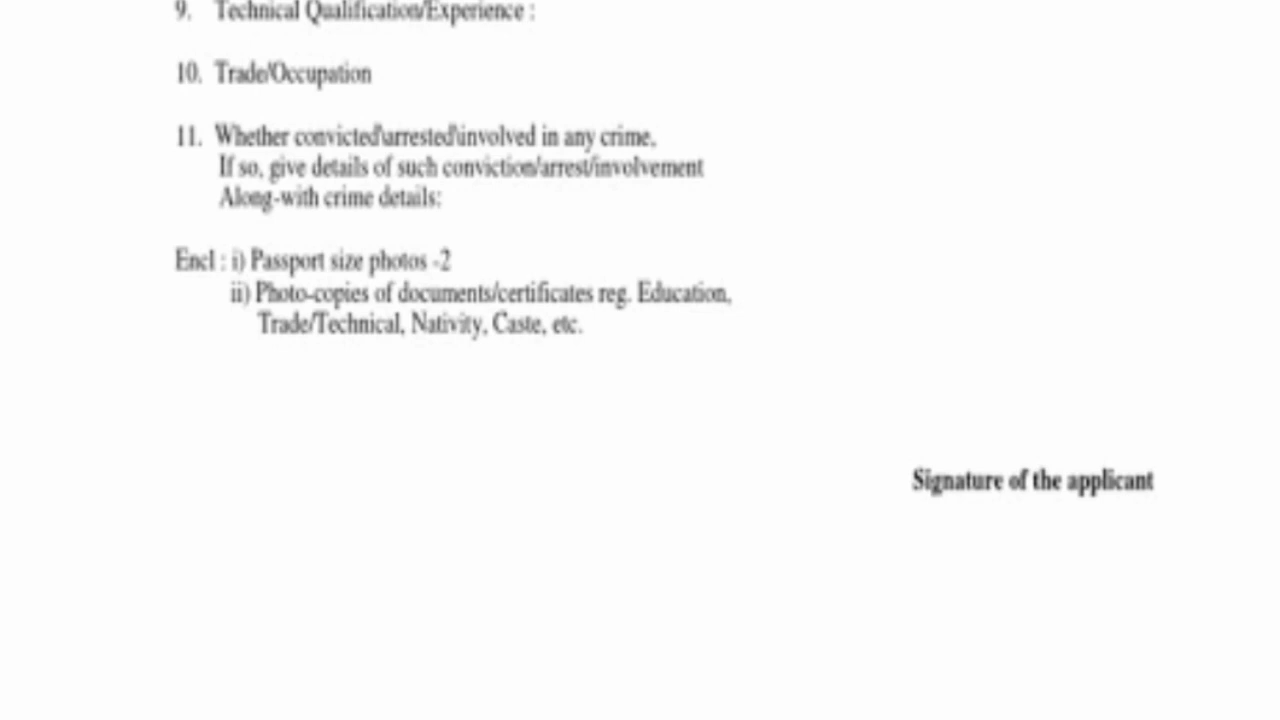 9. Technical Qualification/Experience :
10. Trade/Occupation
11. Whether convicted\arrested\involved in any crime,
If so, give details of such conviction/arrest/involvement
Along-with crime details:
Encl : i) Passport size photos -2
ii) Photo-copies of documents/certificates reg. Education,
Trade/Technical, Nativity, Caste, etc.
Signature of the applicant